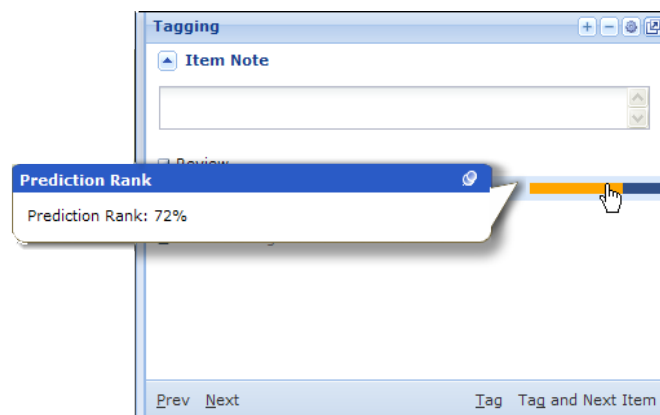 Tagging
Item Note
Review
Prediction Rank
Prediction Rank: 72%
Prev Next Tag Tag and Next Item